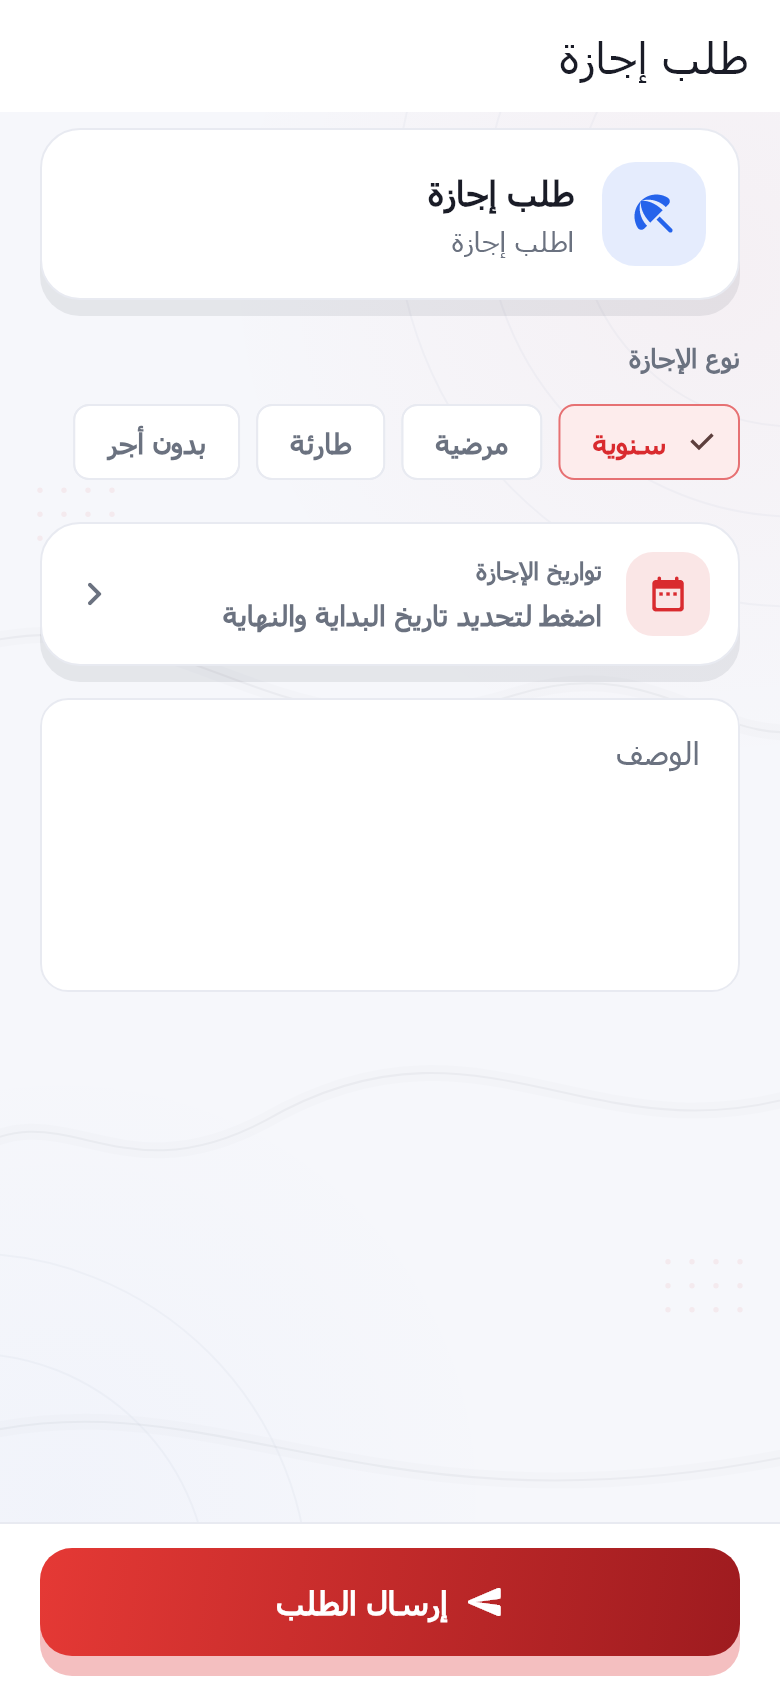 طلب إجازة
طلب إجازة
اطلب إجازة
نوع الإجازة
سنوية
مرضية
طارئة
بدون أجر
تواريخ الإجازة
اضغط لتحديد تاريخ البداية والنهاية
الوصف
إرسال الطلب